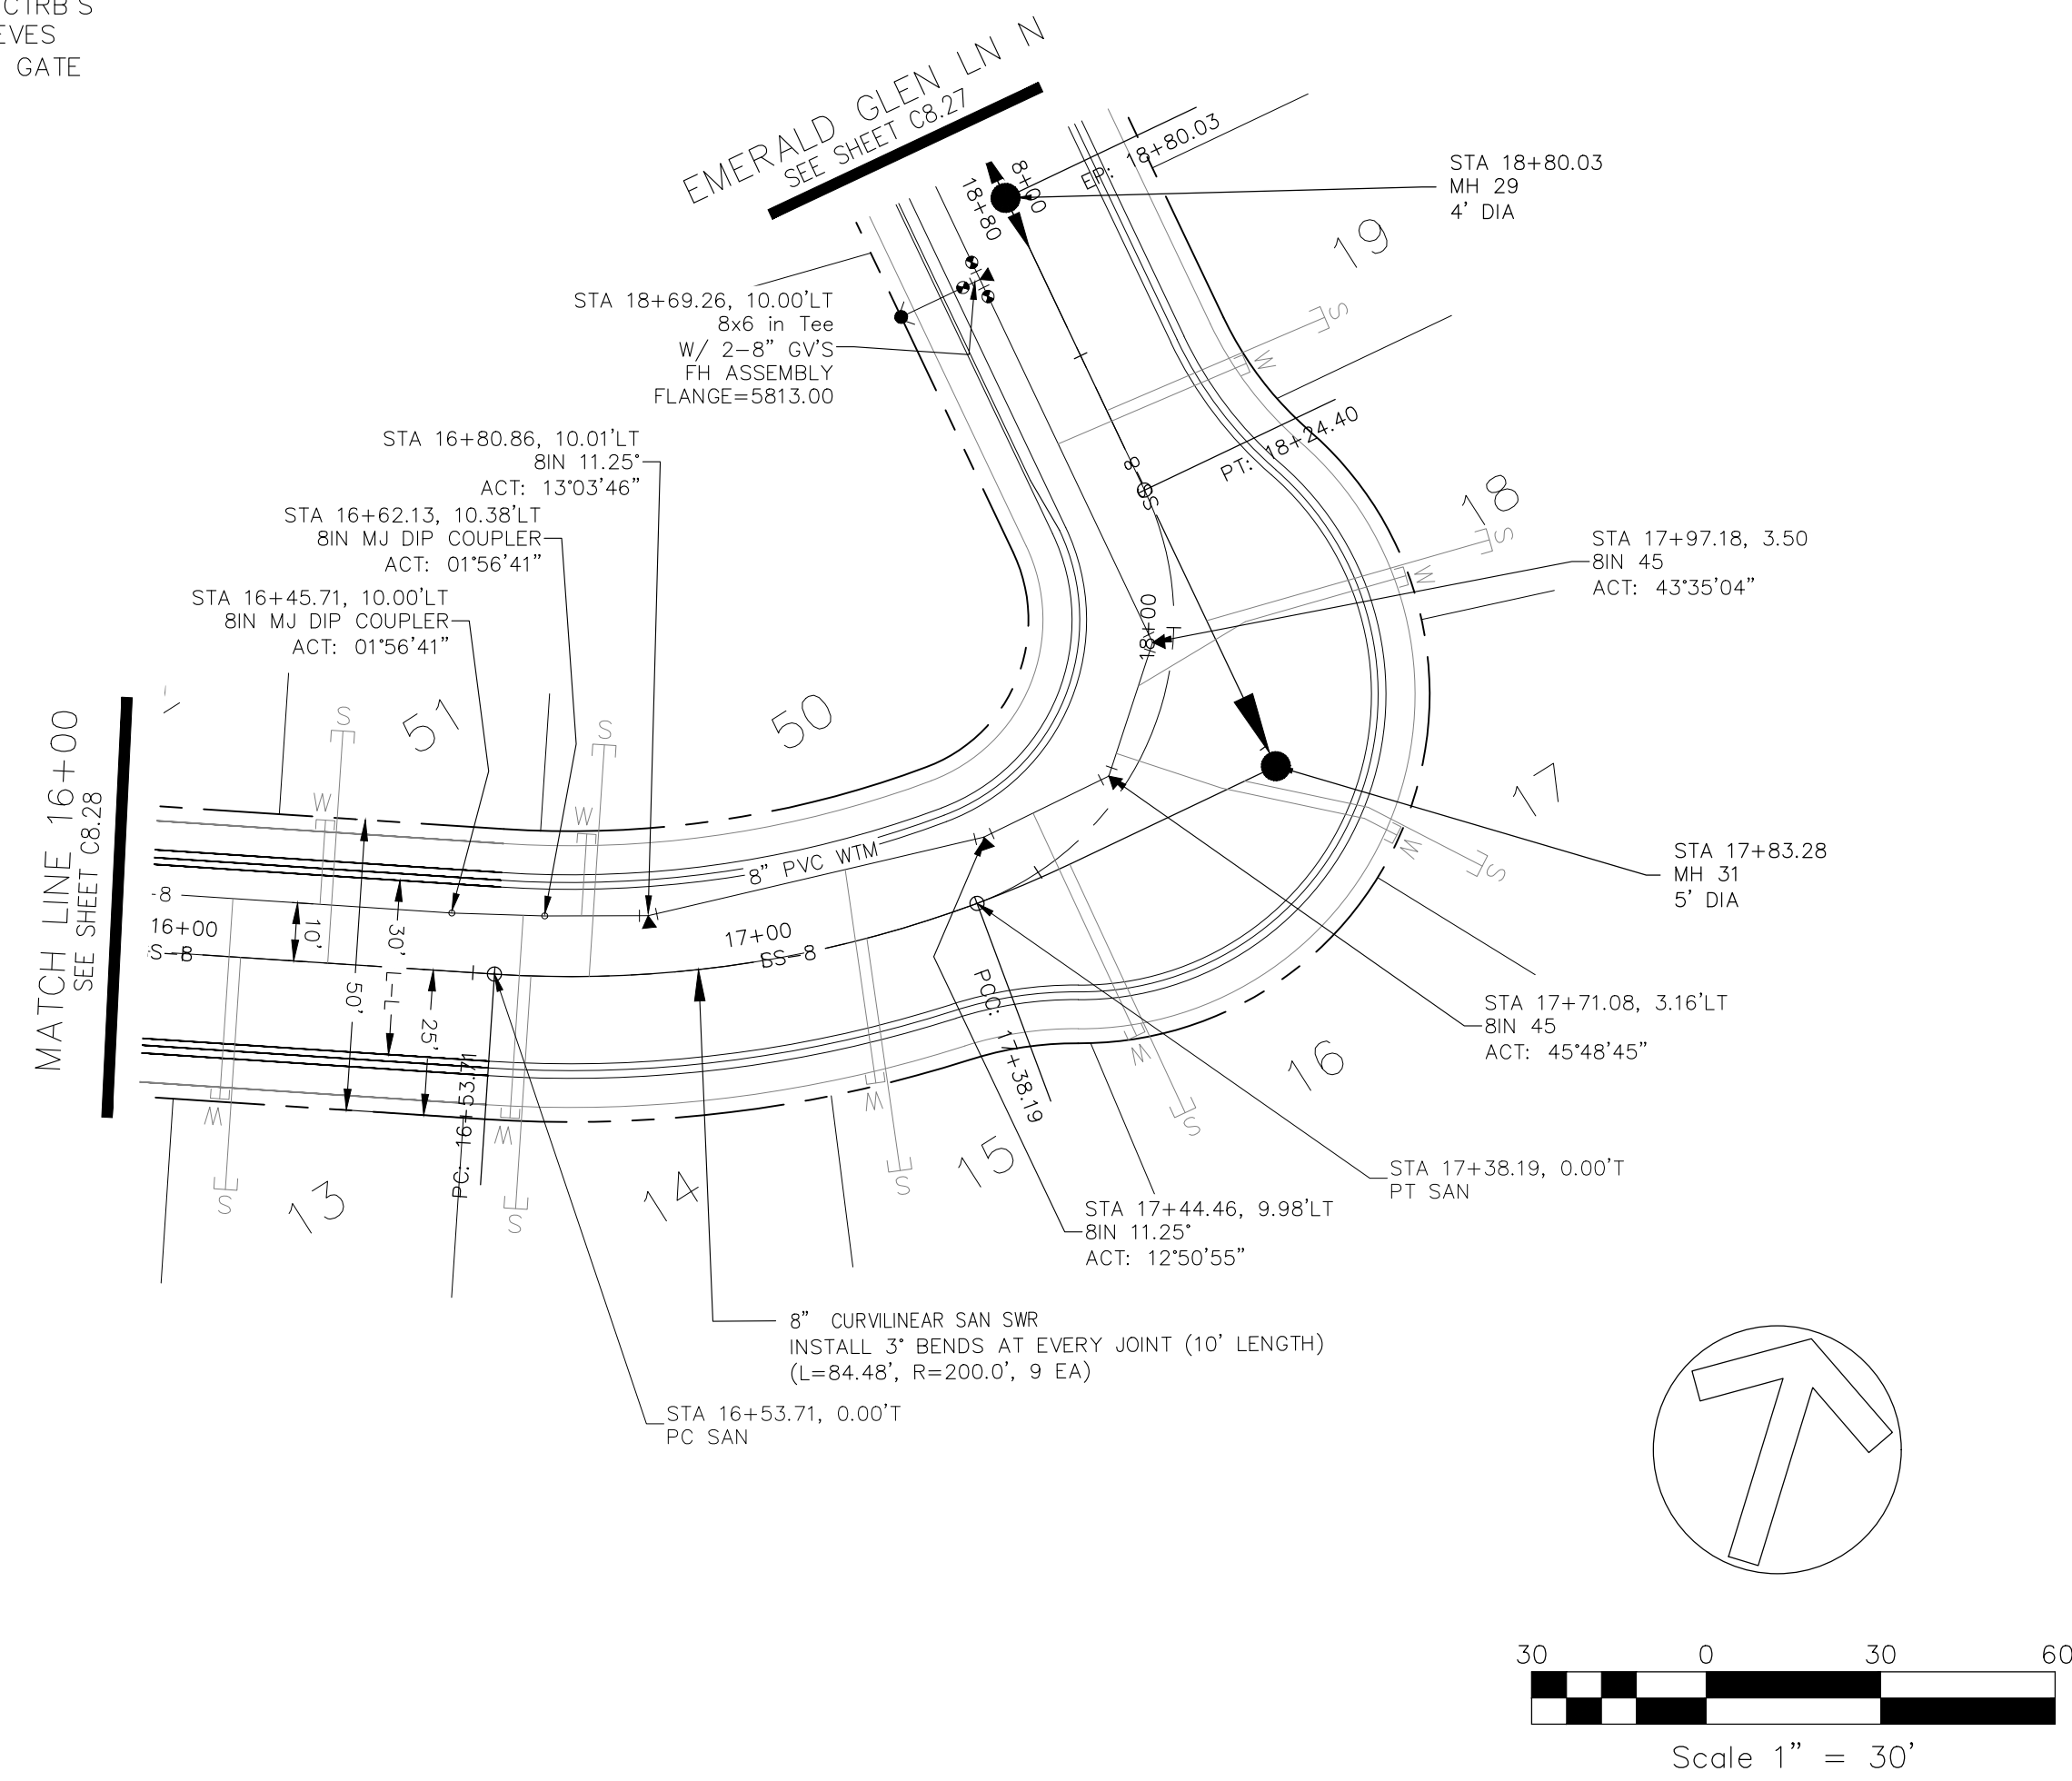 CTRB'S
EVES
GATE
EMERALD GLEN LN N
SEE SHEET C8.27
EP: 18+80.03
8+00
18+80
STA 18+80.03
MH 29
4' DIA
19
STA 18+69.26, 10.00'LT
8x6 in Tee
W/ 2-8" GV'S
FH ASSEMBLY
FLANGE=5813.00
S
W
PT: 18+24.40
STA 16+80.86, 10.01'LT
8IN 11.25°
ACT: 13°03'46"
18
S
W
STA 16+62.13, 10.38'LT
8IN MJ DIP COUPLER
ACT: 01°56'41"
STA 17+97.18, 3.50
8IN 45
ACT: 43°35'04"
STA 16+45.71, 10.00'LT
8IN MJ DIP COUPLER
ACT: 01°56'41"
18+00
MATCH LINE 16+00
SEE SHEET C8.28
51
50
S
S
W
W
17
8" PVC WTM
W
S
STA 17+83.28
MH 31
5' DIA
-8
16+00
S-8
10'
30' L-L
50'
25'
17+00
SS-8
PCC: 17+38.19
PC: 16+53.71
STA 17+71.08, 3.16'LT
8IN 45
ACT: 45°48'45"
16
W
S
W
S
W
S
W
S
13
14
15
STA 17+38.19, 0.00'T
PT SAN
STA 17+44.46, 9.98'LT
8IN 11.25°
ACT: 12°50'55"
8" CURVILINEAR SAN SWR
INSTALL 3° BENDS AT EVERY JOINT (10' LENGTH)
(L=84.48', R=200.0', 9 EA)
STA 16+53.71, 0.00'T
PC SAN
30 0 30 60
Scale 1" = 30'